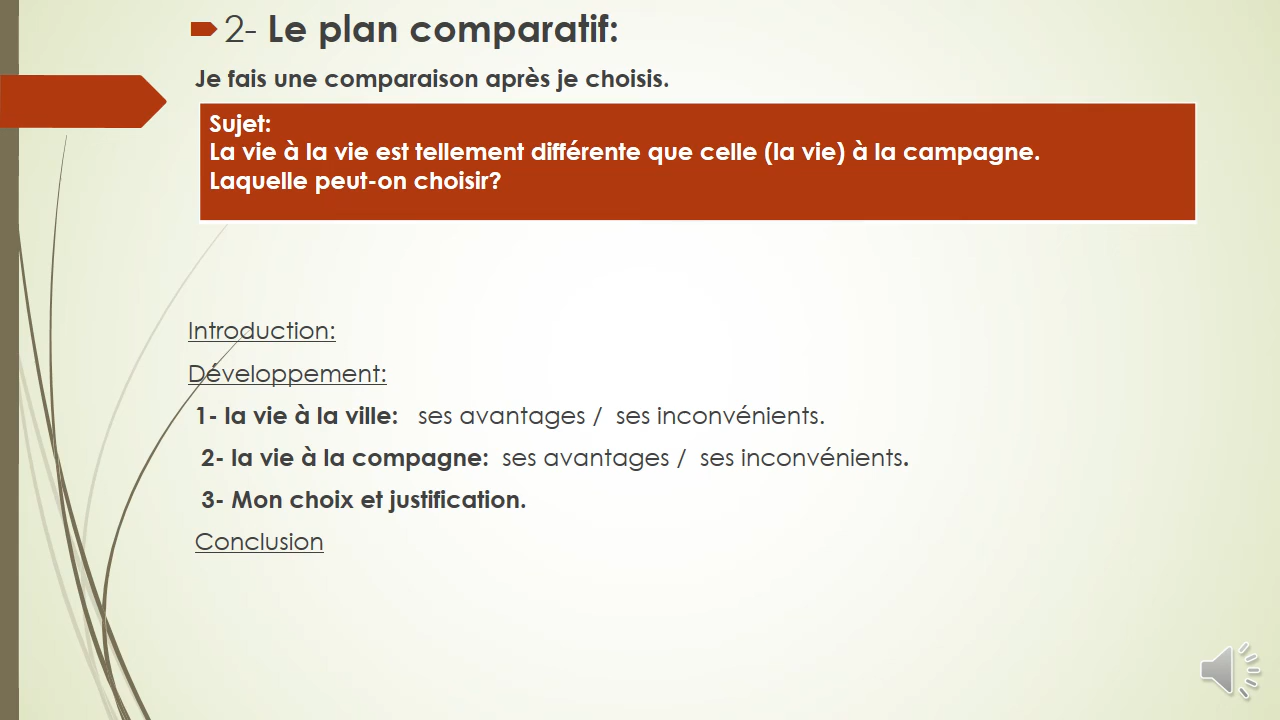 2- Le plan comparatif:
Je fais une comparaison après je choisis.
Sujet:
La vie à la vie est tellement différente que celle (la vie) à la campagne.
Laquelle peut-on choisir?
Introduction:
Développement:
1- la vie à la ville: ses avantages / ses inconvénients.
2- la vie à la compagne: ses avantages / ses inconvénients.
3- Mon choix et justification.
Conclusion